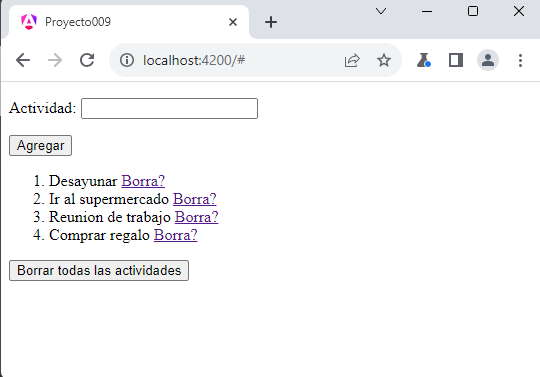 Proyecto009
localhost:4200/#
Actividad:
Agregar
1. Desayunar Borra?
2. Ir al supermercado Borra?
3. Reunion de trabajo Borra?
4. Comprar regalo Borra?
Borrar todas las actividades